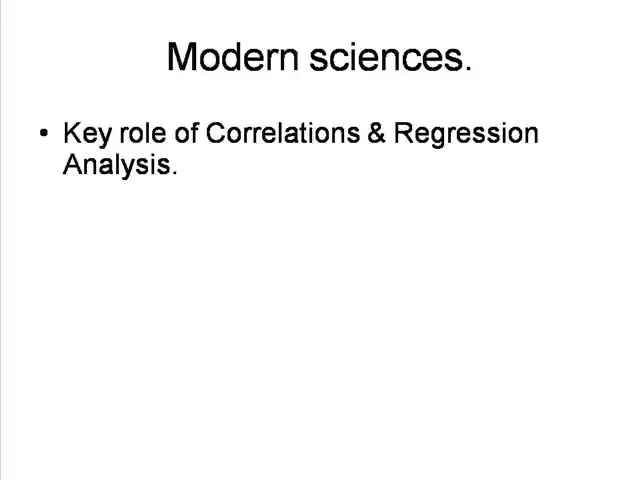 Modern sciences.
• Key role of Correlations & Regression
Analysis.